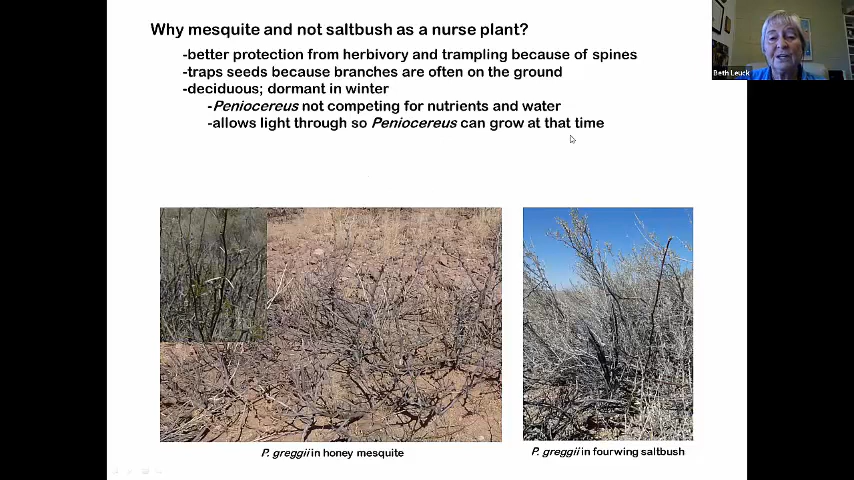 Why mesquite and not saltbush as a nurse plant?
-better protection from herbivory and trampling because of spines
-traps seeds because branches are often on the ground
-deciduous; dormant in winter
-Peniocereus not competing for nutrients and water
-allows light through so Peniocereus can grow at that time
Beth Leuck
P. greggii in honey mesquite
P. greggii in fourwing saltbush